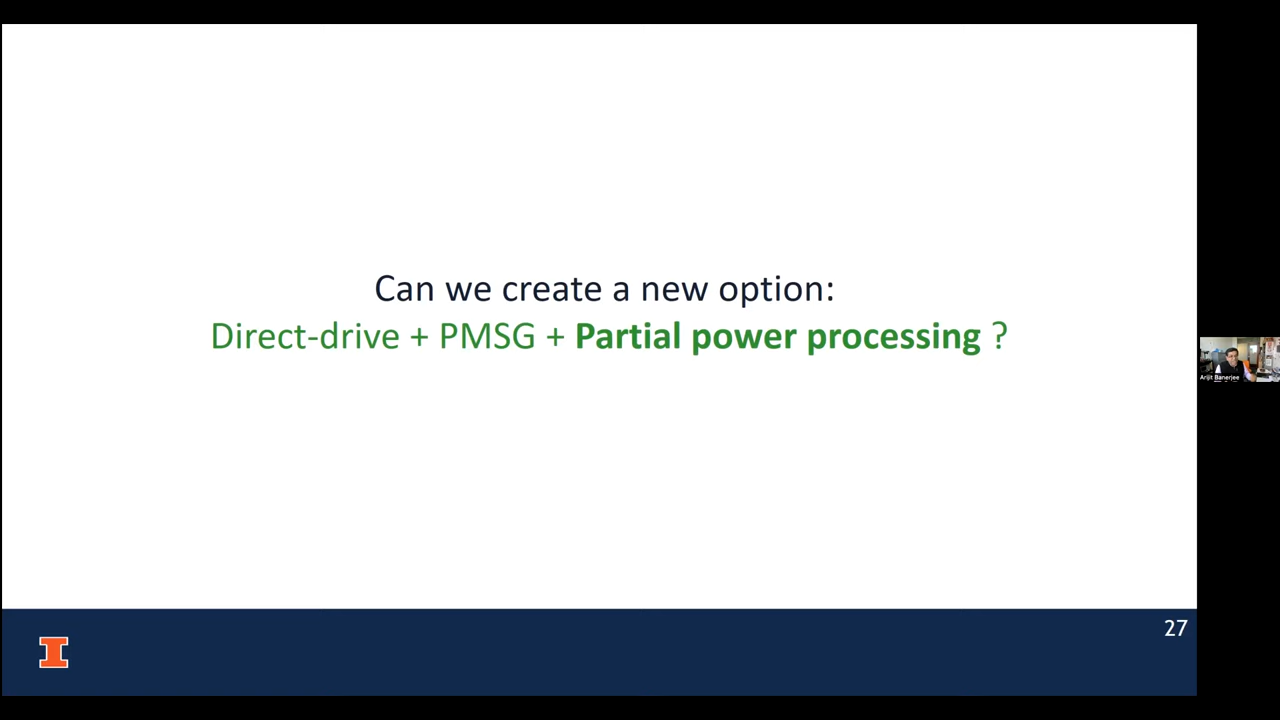 Can we create a new option:
Direct-drive + PMSG + Partial power processing ?
Arijit Banerjee
27
I